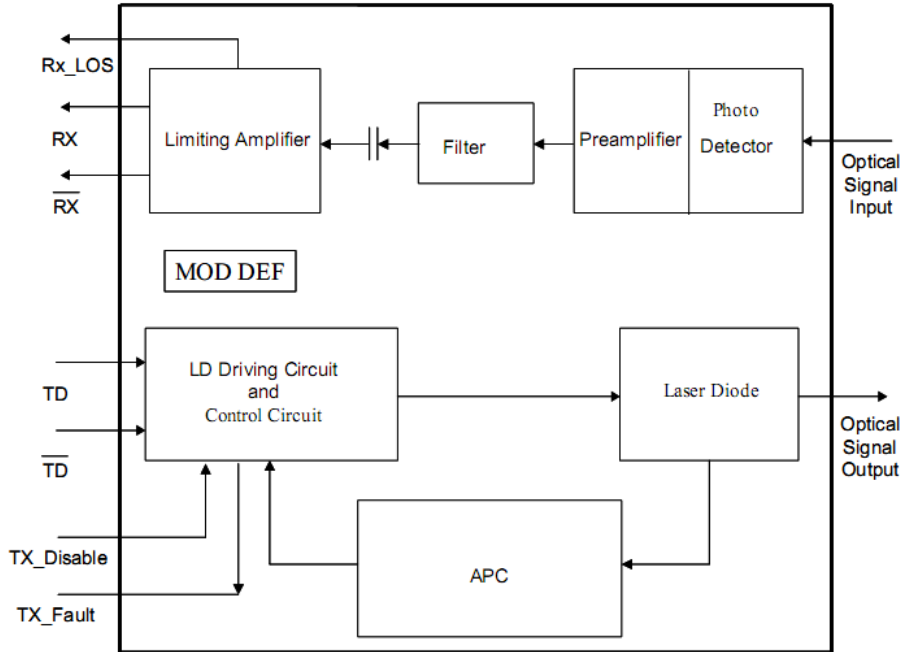 Rx_LOS
RX
RX
Limiting Amplifier
Filter
Preamplifier
Photo
Detector
Optical
Signal
Input
MOD DEF
TD
TD
LD Driving Circuit
and
Control Circuit
Laser Diode
Optical
Signal
Output
TX_Disable
TX_Fault
APC